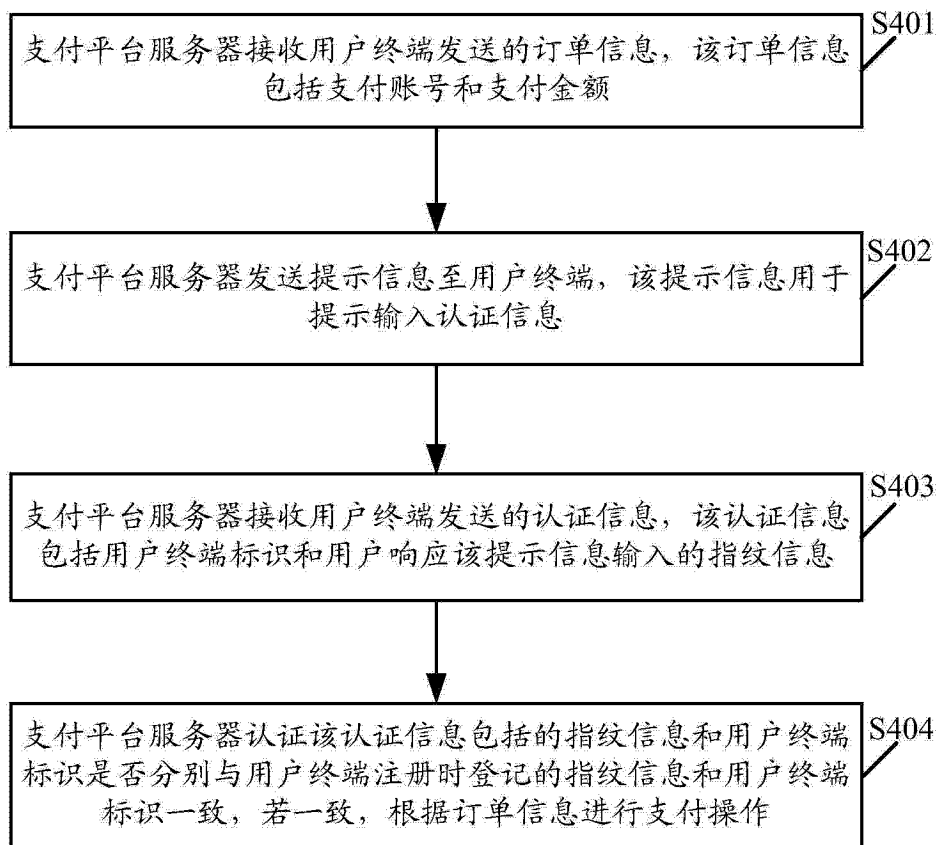 S401
支付平台服务器接收用户终端发送的订单信息，该订单信息
包括支付账号和支付金额
S402
支付平台服务器发送提示信息至用户终端，该提示信息用于
提示输入认证信息
S403
支付平台服务器接收用户终端发送的认证信息，该认证信息
包括用户终端标识和用户响应该提示信息输入的指纹信息
S404
支付平台服务器认证该认证信息包括的指纹信息和用户终端
标识是否分别与用户终端注册时登记的指纹信息和用户终端
标识一致，若一致，根据订单信息进行支付操作